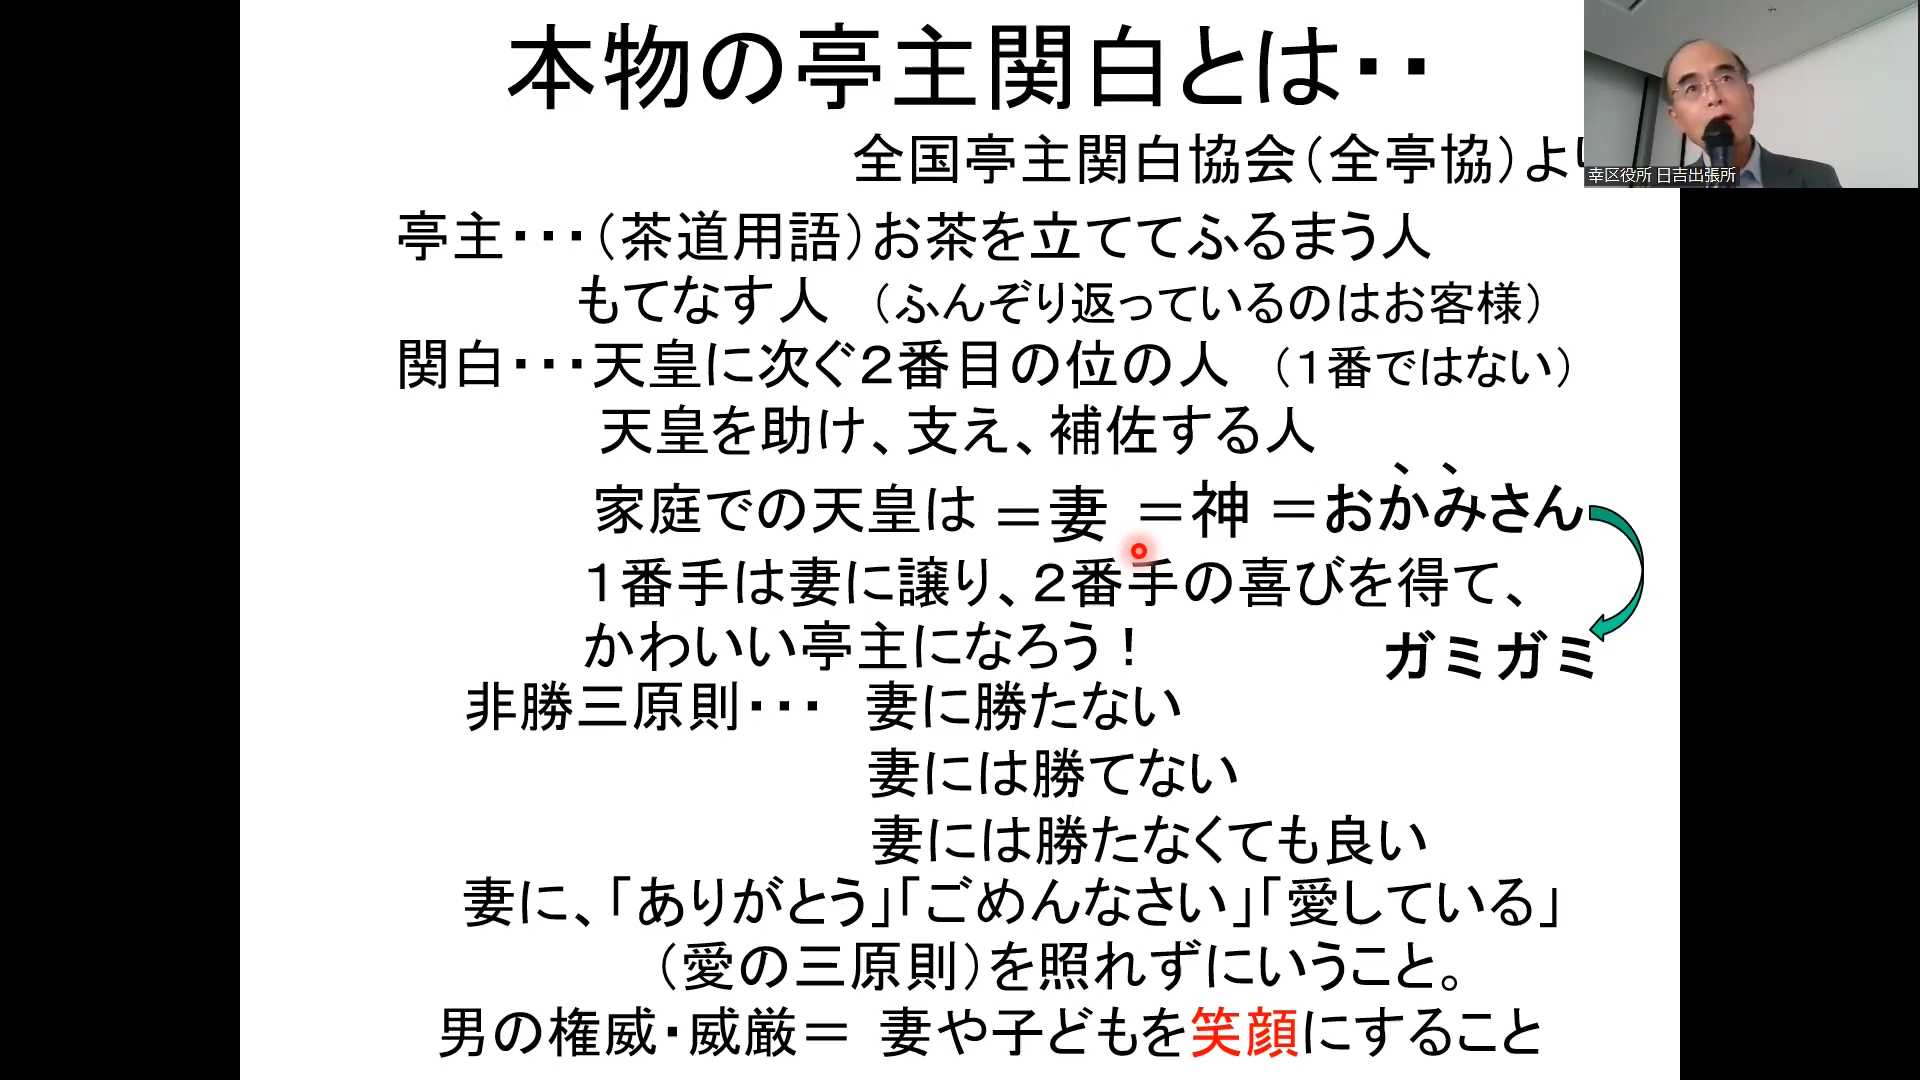 本物の亭主関白とは・・
全国亭主関白協会（全亭協）より
幸区役所 日吉出張所
亭主・・・（茶道用語）お茶を立ててふるまう人
もてなす人 （ふんぞり返っているのはお客様）
関白・・・天皇に次ぐ２番目の位の人 （１番ではない）
天皇を助け、支え、補佐する人
家庭での天皇は ＝妻 ＝神 ＝おかみさん
１番手は妻に譲り、２番手の喜びを得て、
かわいい亭主になろう！
ガミガミ
非勝三原則・・・ 妻に勝たない
妻には勝てない
妻には勝たなくても良い
妻に、「ありがとう」「ごめんなさい」「愛している」
（愛の三原則）を照れずにいうこと。
男の権威・威厳＝ 妻や子どもを笑顔にすること